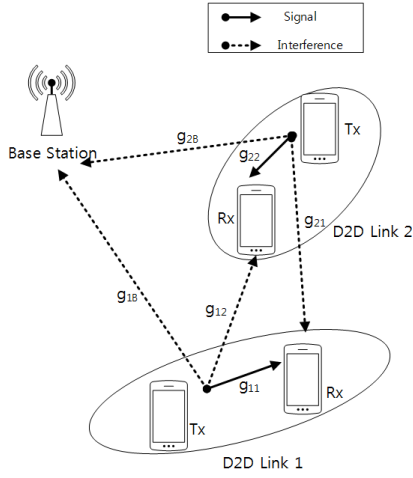 Signal
Interference
Base Station
g2B
Tx
g22
Rx
g21
D2D Link 2
g1B
g12
g11
Rx
Tx
D2D Link 1